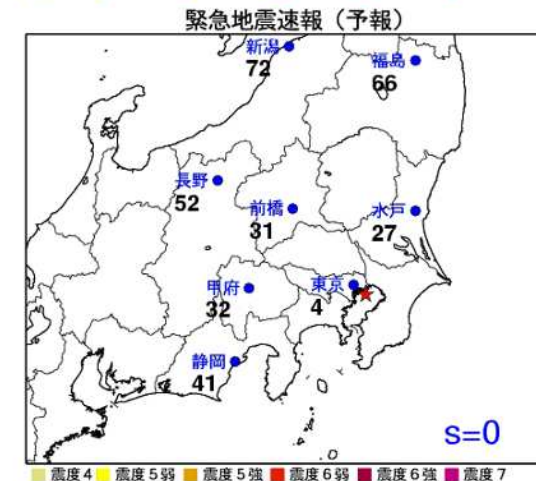 緊急地震速報（予報）
新潟
72
福島
66
長野
52
前橋
31
水戸
27
甲府
32
東京
4
静岡
41
s=0
震度4 震度5弱 震度5強 震度6弱 震度6強 震度7